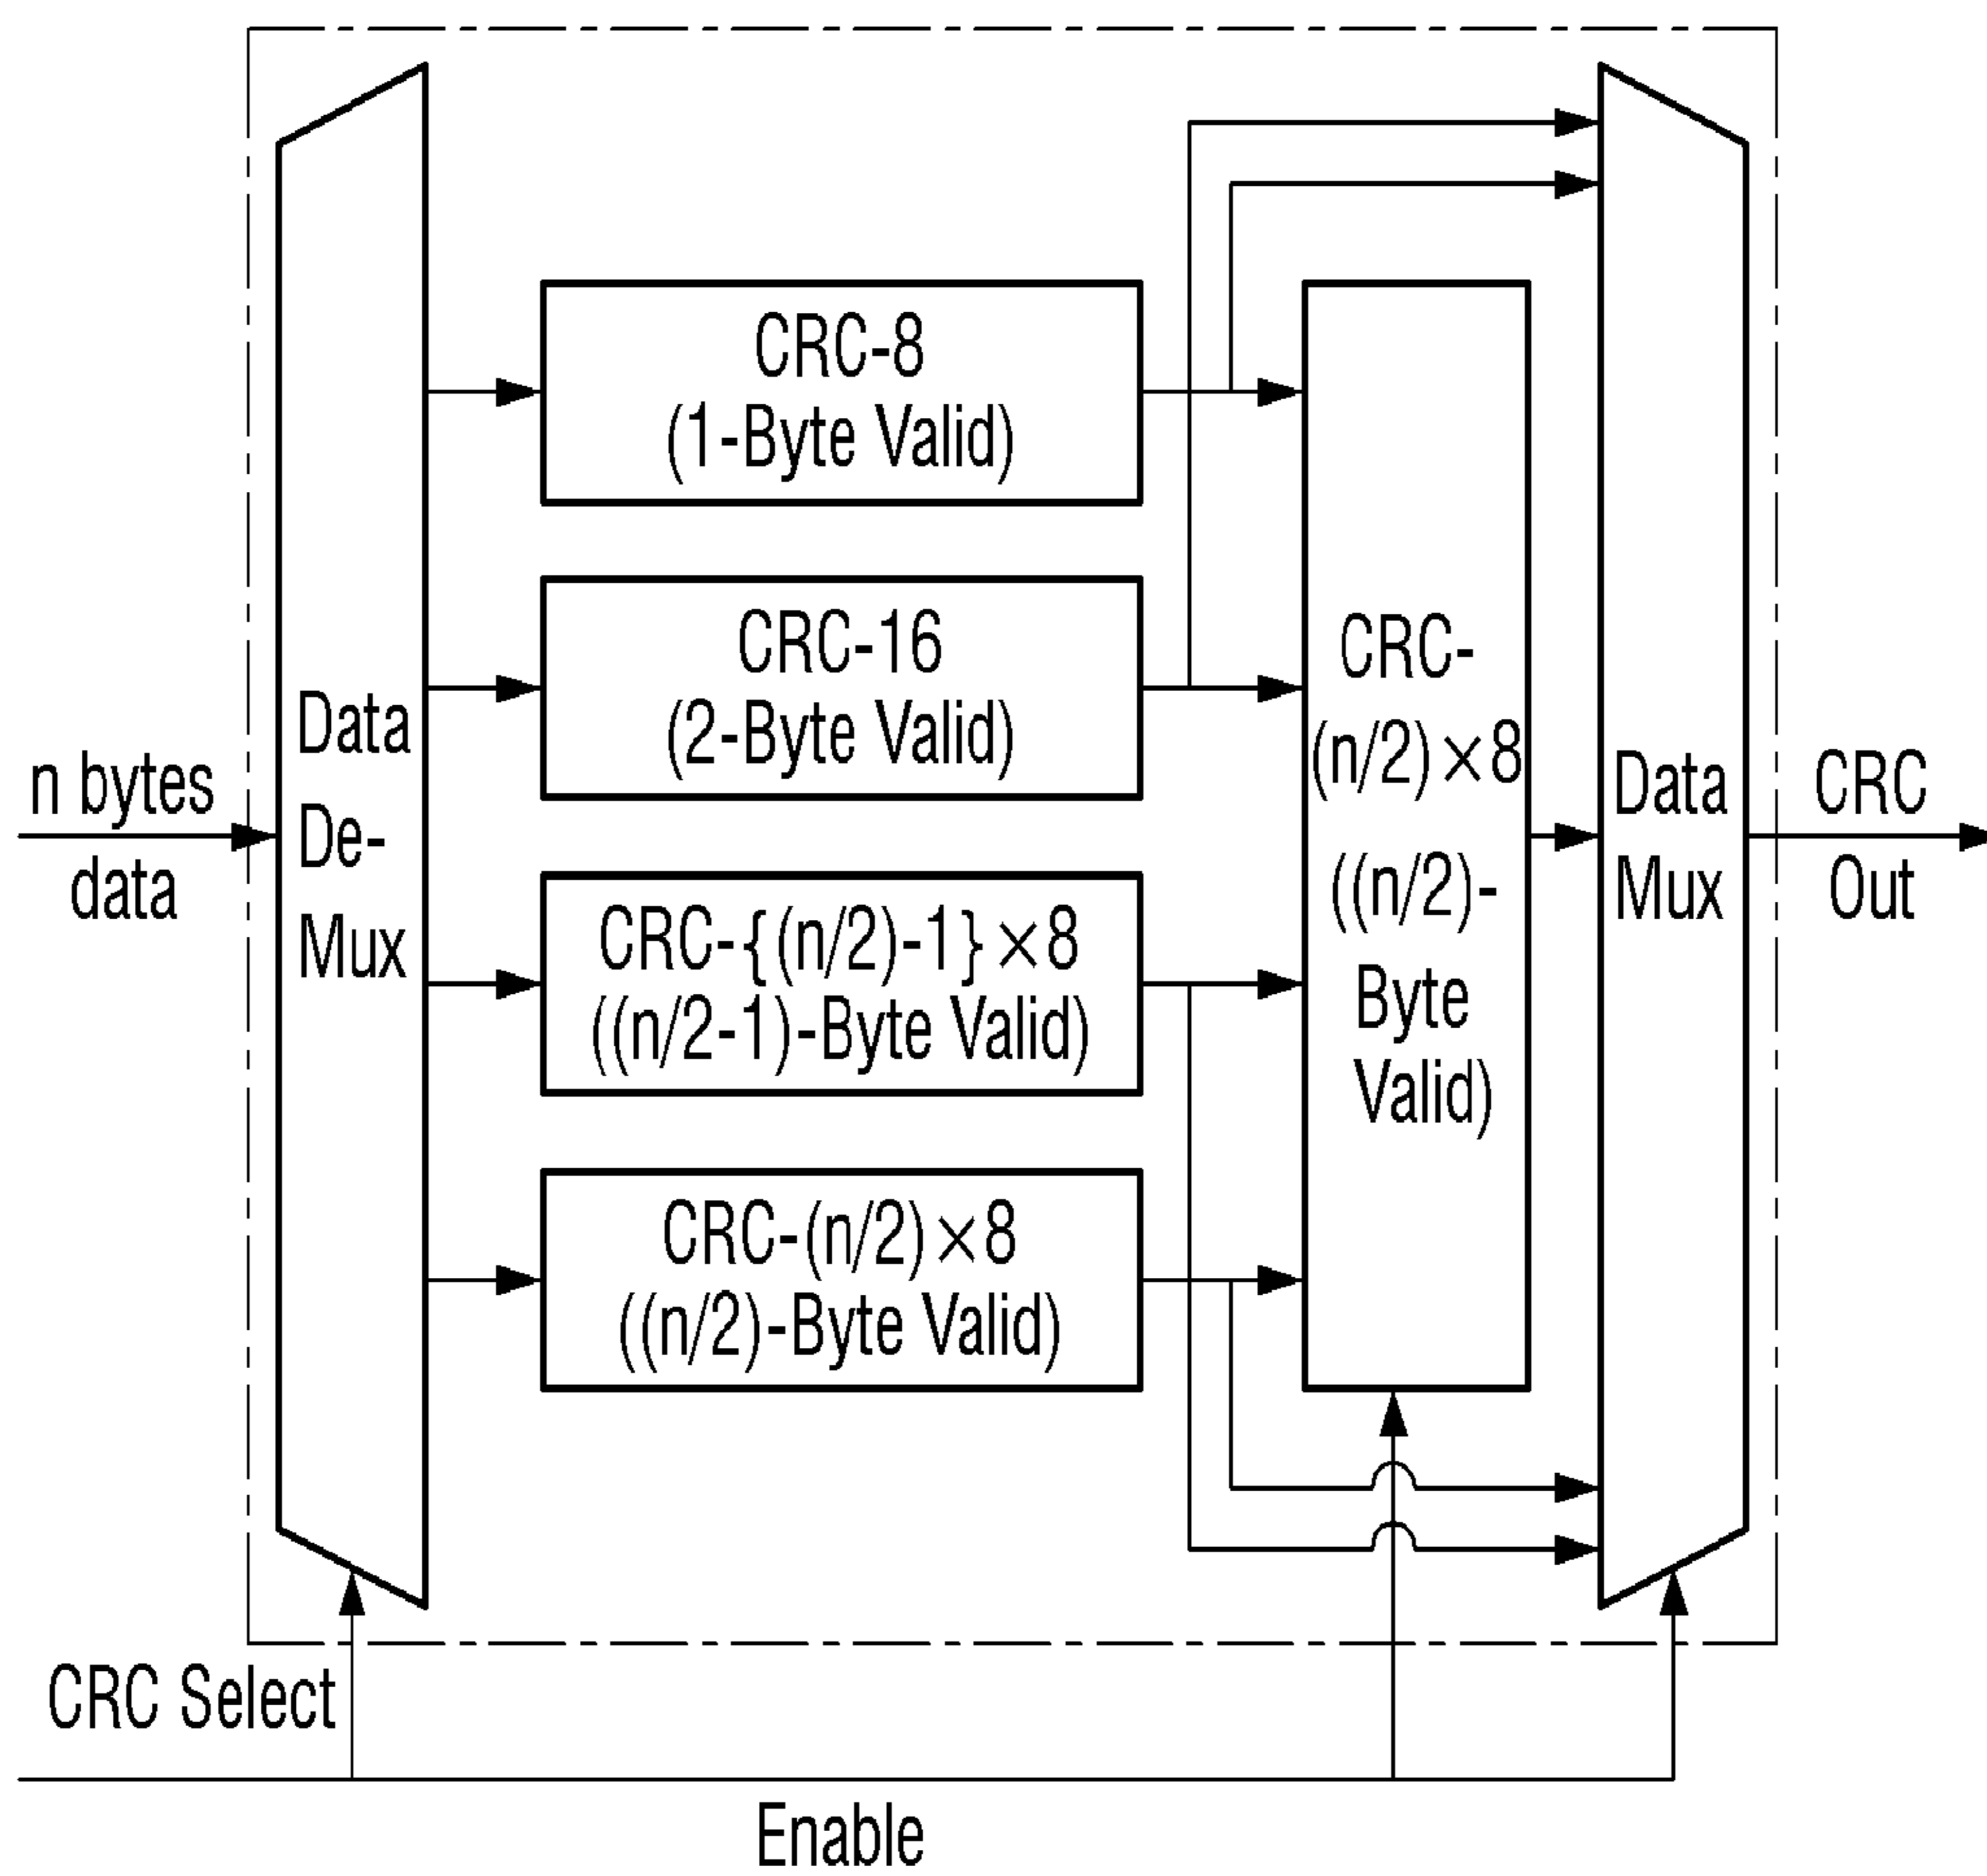 n bytes
data
Data
De-
Mux
CRC-8
(1-Byte Valid)
CRC-16
(2-Byte Valid)
CRC-{(n/2)-1}×8
((n/2-1)-Byte Valid)
CRC-(n/2)×8
((n/2)-Byte Valid)
CRC-
(n/2)×8
((n/2)-
Byte
Valid)
Data
Mux
CRC
Out
CRC Select
Enable